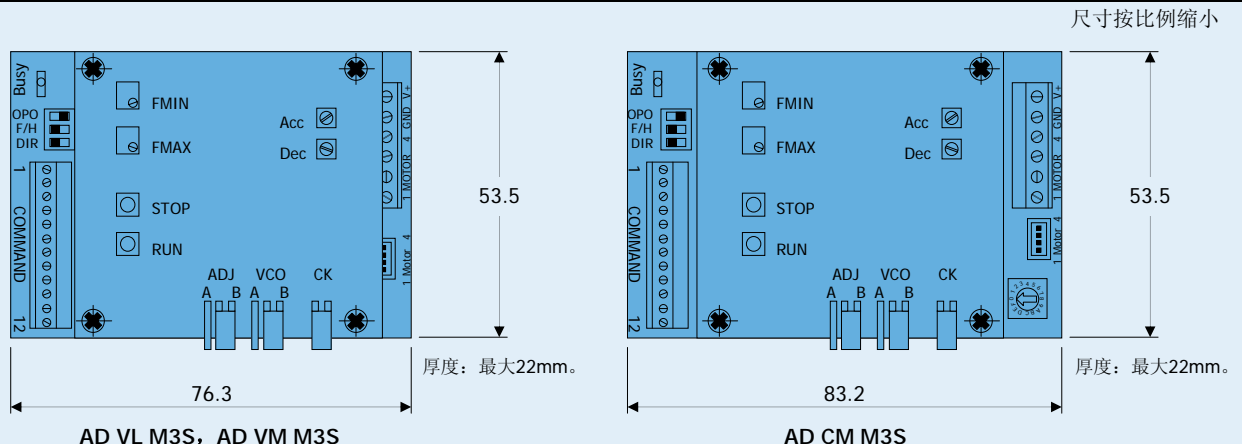 尺寸按比例缩小
Busy
OPO
F/H
DIR
1
COMMAND
12
FMIN
FMAX
STOP
RUN
Acc
Dec
ADJ
VCO
CK
A
B
A
B
1 MOTOR 4 GND V+
1 Motor 4
53.5
厚度：最大22mm。
76.3
AD VL M3S，AD VM M3S
Busy
OPO
F/H
DIR
1
COMMAND
12
FMIN
FMAX
STOP
RUN
Acc
Dec
ADJ
VCO
CK
A
B
A
B
1 MOTOR 4 GND V+
1 Motor 4
53.5
厚度：最大22mm。
83.2
AD CM M3S